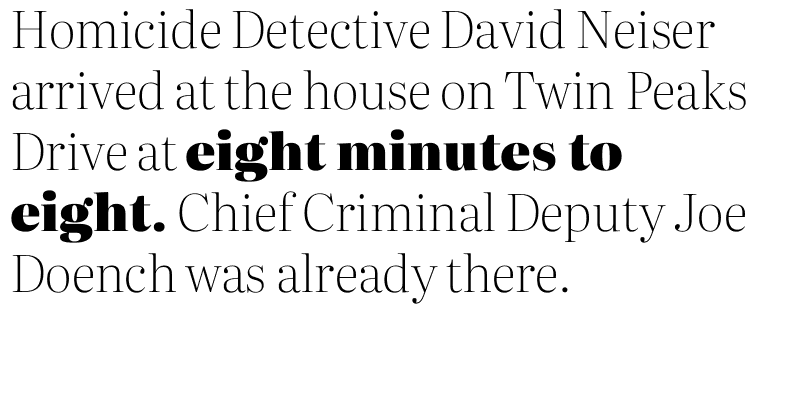 Homicide Detective David Neiser
arrived at the house on Twin Peaks
Drive at eight minutes to
eight. Chief Criminal Deputy Joe
Doench was already there.